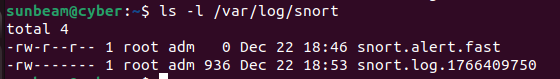 sunbeam@cyber:~$ ls -l /var/log/snort
total 4
-rw-r--r-- 1 root adm   0 Dec 22 18:46 snort.alert.fast
-rw------- 1 root adm 936 Dec 22 18:53 snort.log.1766409750